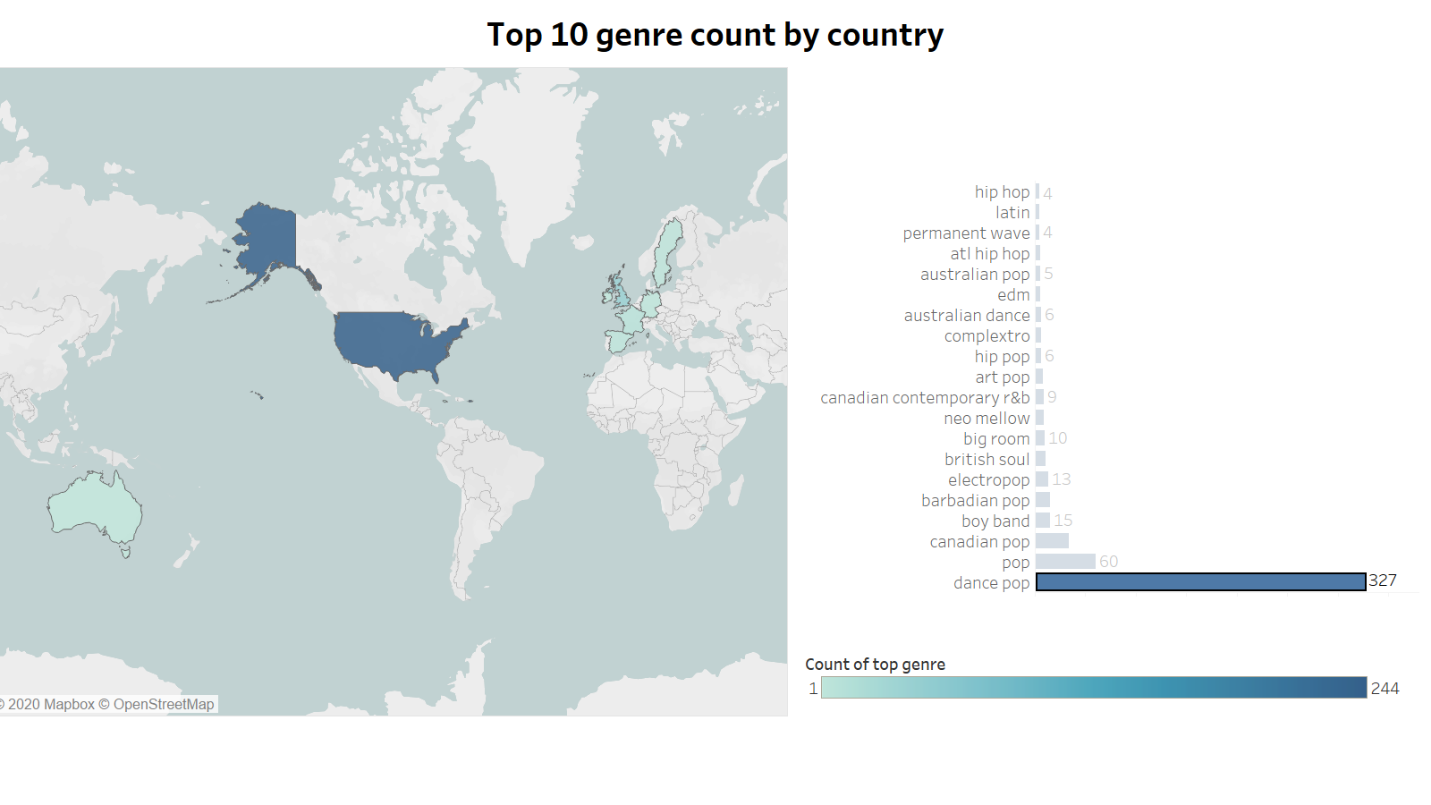 Top 10 genre count by country
hip hop 4
latin
permanent wave 4
atl hip hop
australian pop 5
edm
australian dance 6
complextro
hip pop 6
art pop
canadian contemporary r&b 9
neo mellow
big room 10
british soul
electropop 13
barbadian pop
boy band 15
canadian pop
pop 60
dance pop 327
Count of top genre
1 244
© 2020 Mapbox © OpenStreetMap